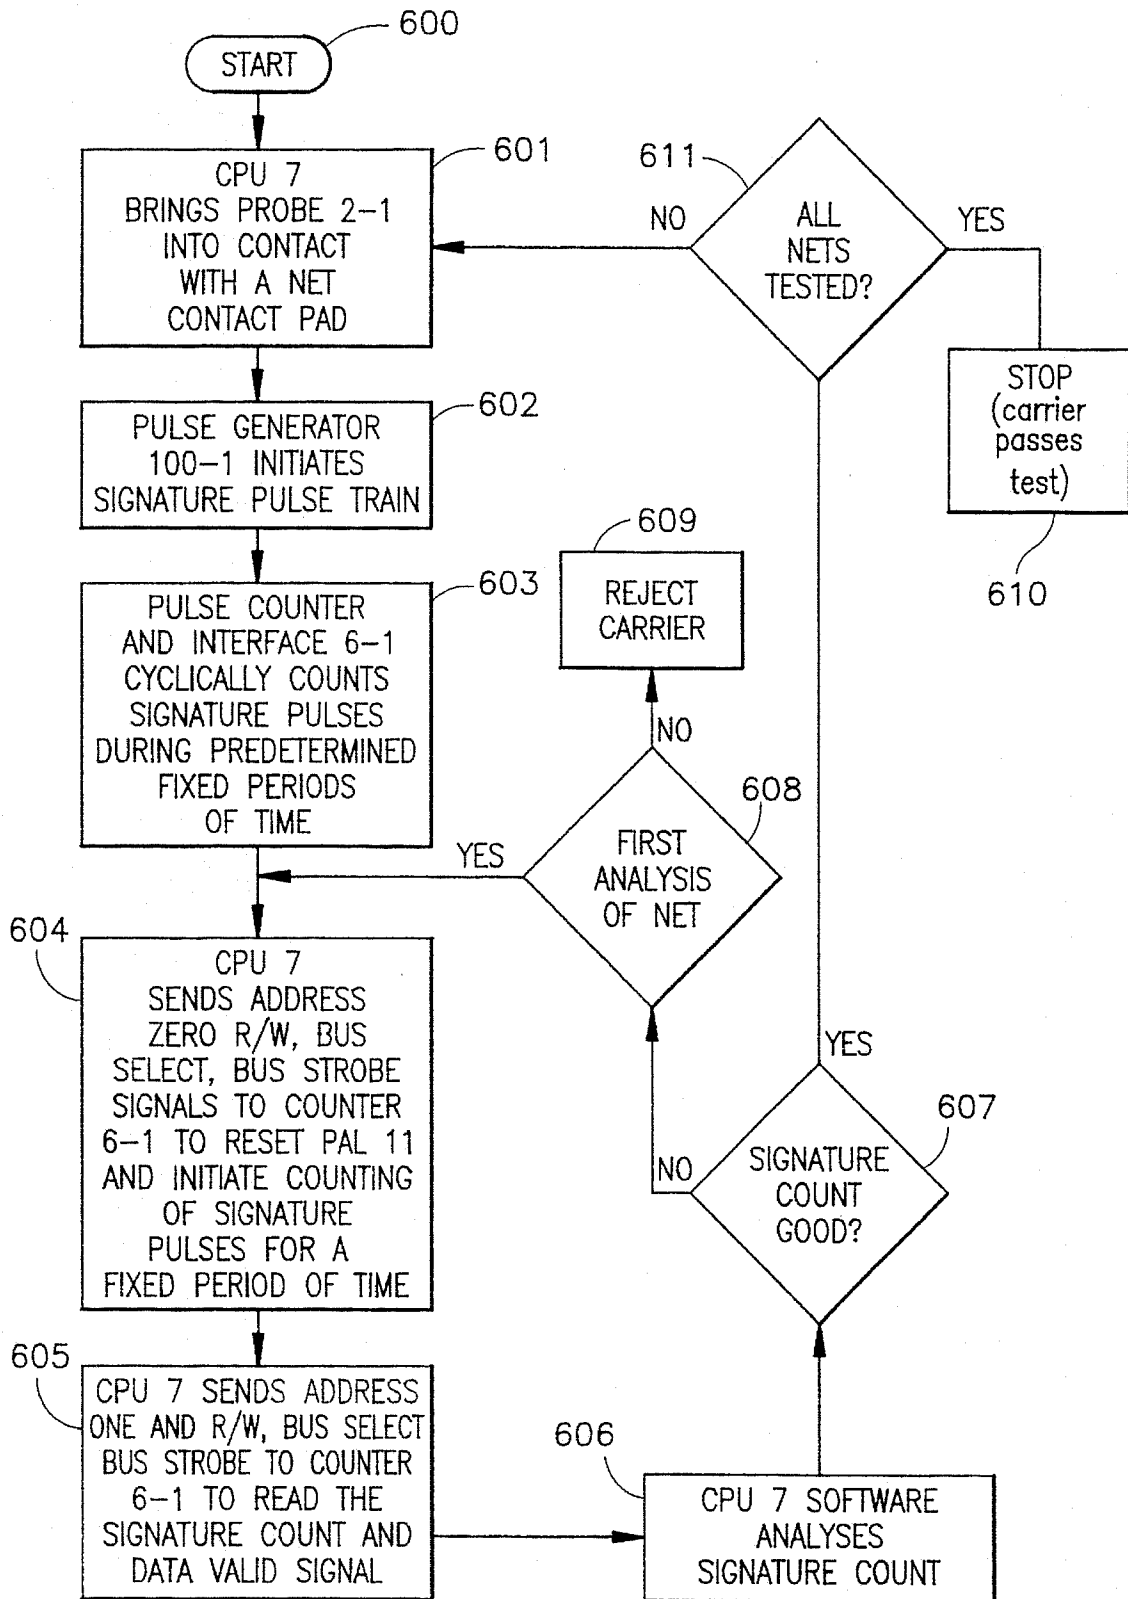 600
START
601
CPU 7
BRINGS PROBE 2-1
INTO CONTACT
WITH A NET
CONTACT PAD
611
ALL
NETS
TESTED?
NO
YES
STOP
(carrier
passes
test)
610
602
PULSE GENERATOR
100-1 INITIATES
SIGNATURE PULSE TRAIN
603
PULSE COUNTER
AND INTERFACE 6-1
CYCLICALLY COUNTS
SIGNATURE PULSES
DURING PREDETERMINED
FIXED PERIODS
OF TIME
609
REJECT
CARRIER
NO
608
FIRST
ANALYSIS
OF NET
YES
604
CPU 7
SENDS ADDRESS
ZERO R/W, BUS
SELECT, BUS STROBE
SIGNALS TO COUNTER
6-1 TO RESET PAL 11
AND INITIATE COUNTING
OF SIGNATURE
PULSES FOR A
FIXED PERIOD OF TIME
YES
607
SIGNATURE
COUNT
GOOD?
NO
605
CPU 7 SENDS ADDRESS
ONE AND R/W, BUS SELECT
BUS STROBE TO COUNTER
6-1 TO READ THE
SIGNATURE COUNT AND
DATA VALID SIGNAL
606
CPU 7 SOFTWARE
ANALYSES
SIGNATURE COUNT